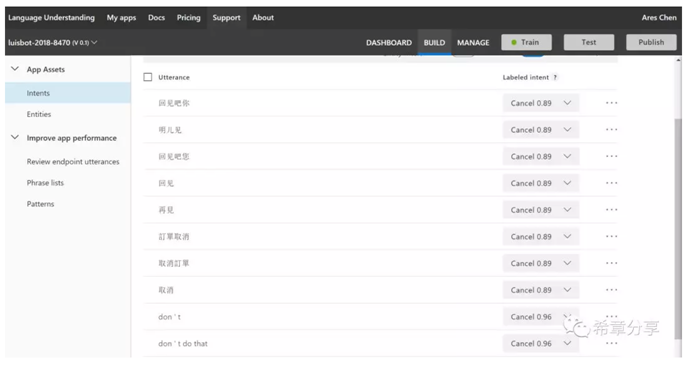 Language Understanding My apps Docs Pricing Support About Ares Chen
luisbot-2018-8470 (V 0.1) DASHBOARD BUILD MANAGE Train Test Publish
App Assets
Intents
Entities
Improve app performance
Review endpoint utterances
Phrase lists
Patterns
Utterance Labeled intent ?
回见吧你 Cancel 0.89 ...
明儿见 Cancel 0.89 ...
回见吧您 Cancel 0.89 ...
回见 Cancel 0.89 ...
再见 Cancel 0.89 ...
訂單取消 Cancel 0.89 ...
取消訂單 Cancel 0.89 ...
取消 Cancel 0.89 ...
don ' t Cancel 0.96 ...
don ' t do that Cancel 0.96 ...
希章分享